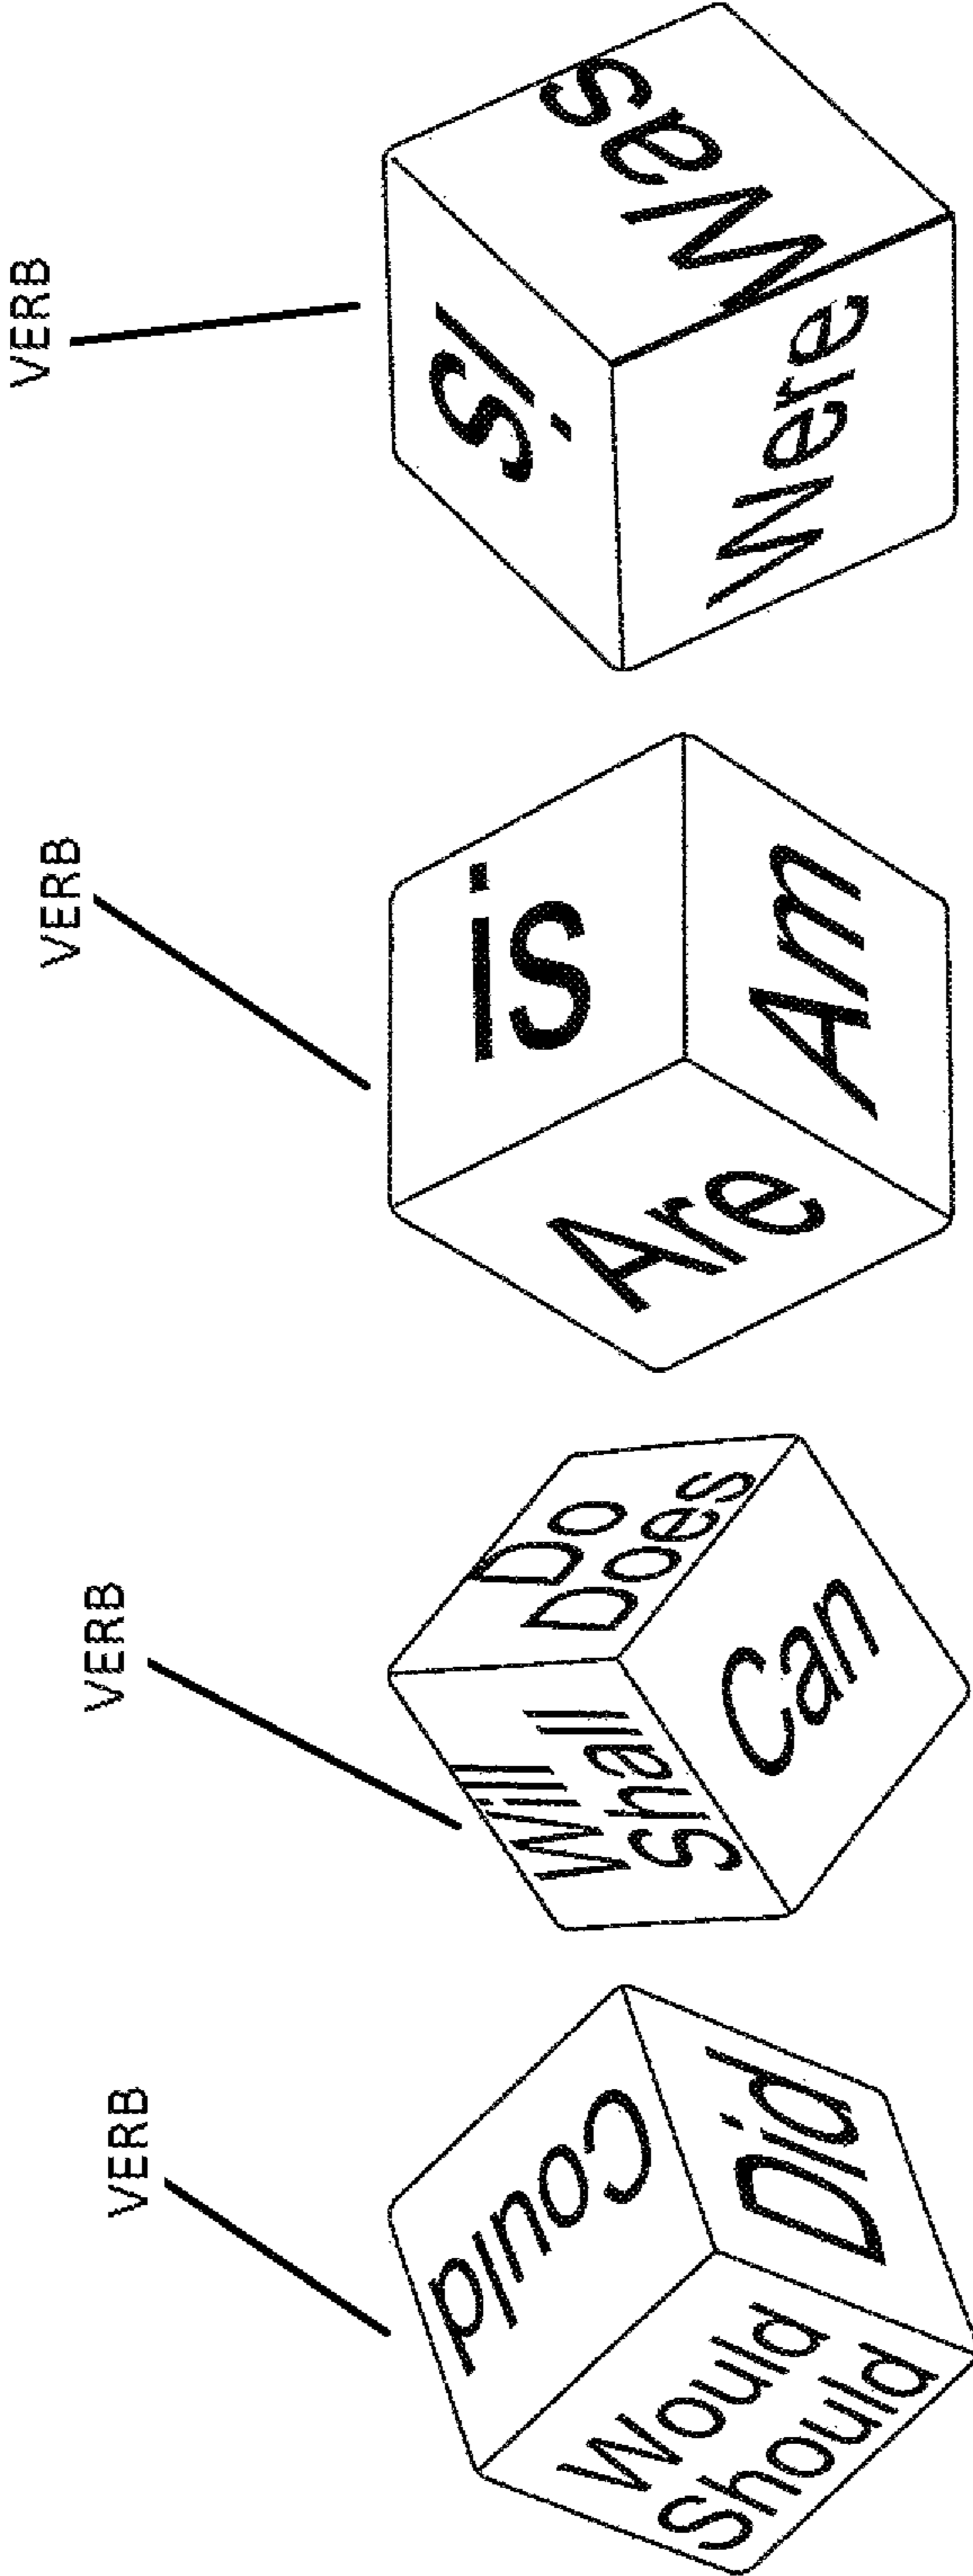 VERB
Could
Would
Should
Did
VERB
Will
Shall
Do
Does
Can
VERB
is
Are
Am
VERB
is
Was
Were